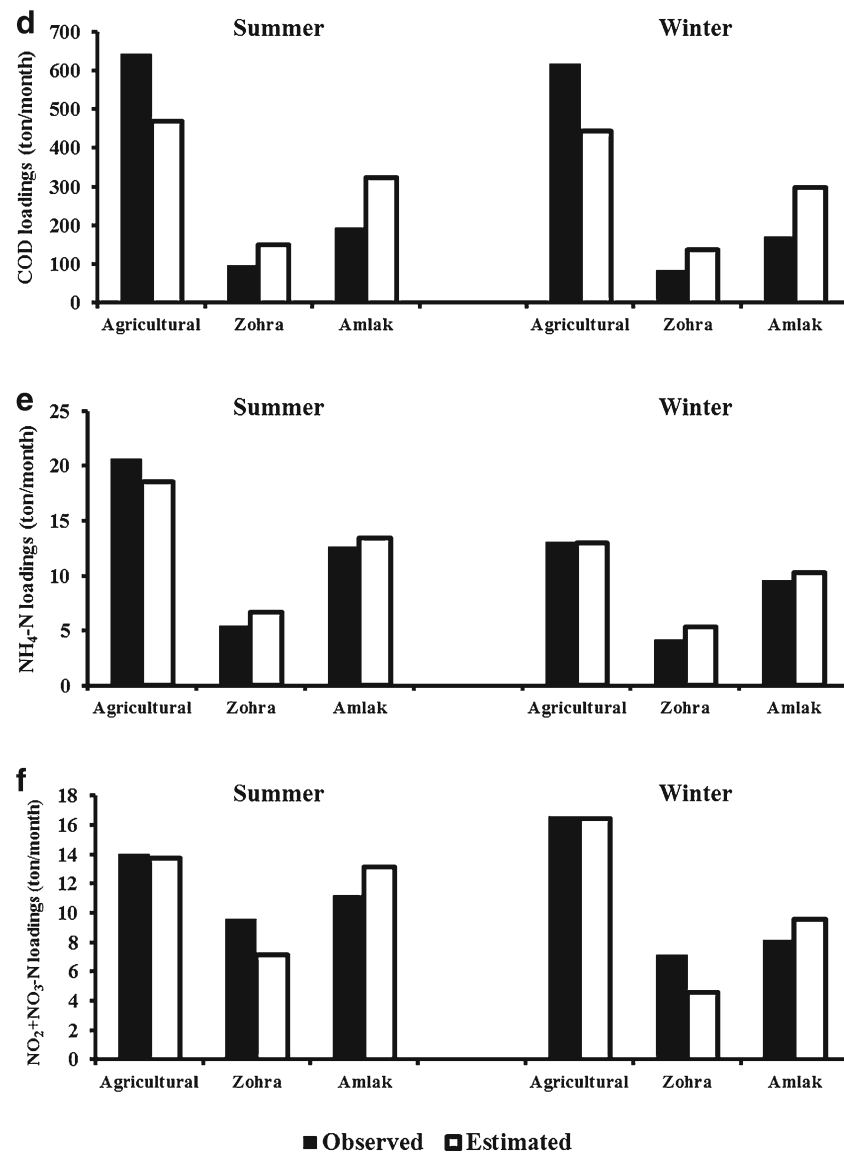 d
Summer Winter
COD loadings (ton/month)
700
600
500
400
300
200
100
0
Agricultural Zohra Amlak Agricultural Zohra Amlak
e
Summer Winter
NH4-N loadings (ton/month)
25
20
15
10
5
0
Agricultural Zohra Amlak Agricultural Zohra Amlak
f
Summer Winter
NO2+NO3-N loadings (ton/month)
18
16
14
12
10
8
6
4
2
0
Agricultural Zohra Amlak Agricultural Zohra Amlak
Observed Estimated